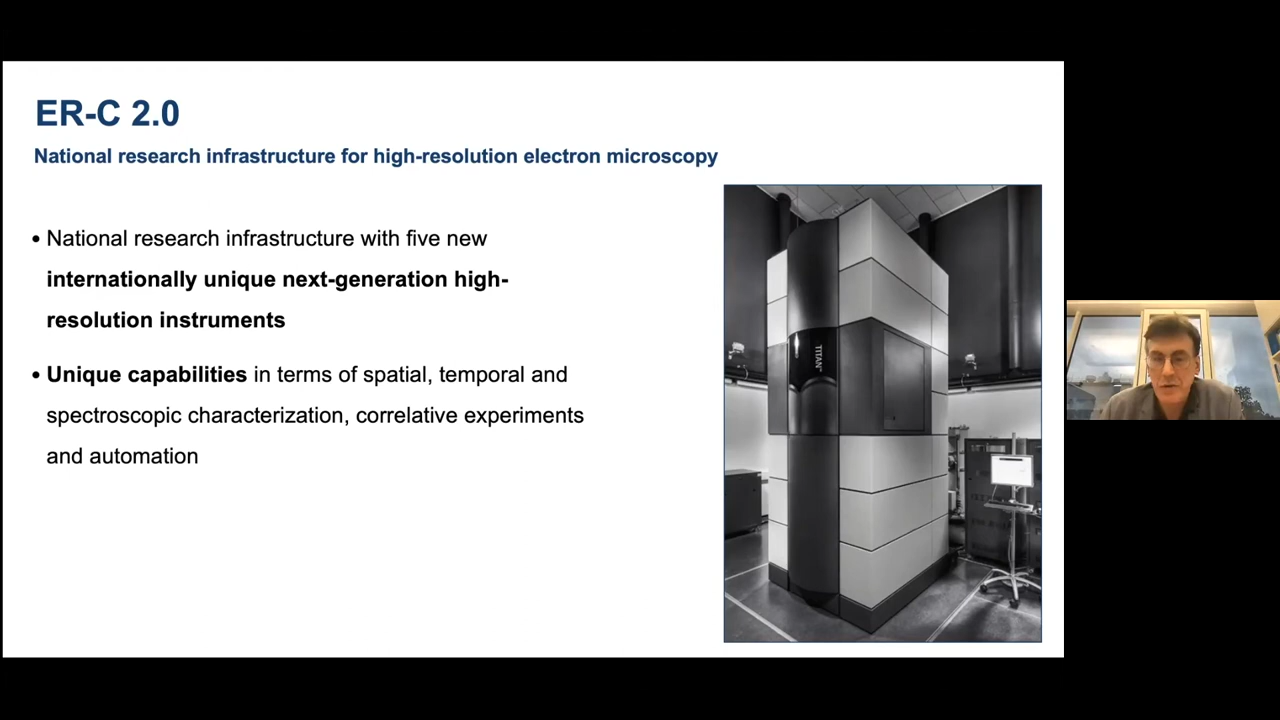 ER-C 2.0
National research infrastructure for high-resolution electron microscopy
• National research infrastructure with five new
internationally unique next-generation high-
resolution instruments
• Unique capabilities in terms of spatial, temporal and
spectroscopic characterization, correlative experiments
and automation
TITAN